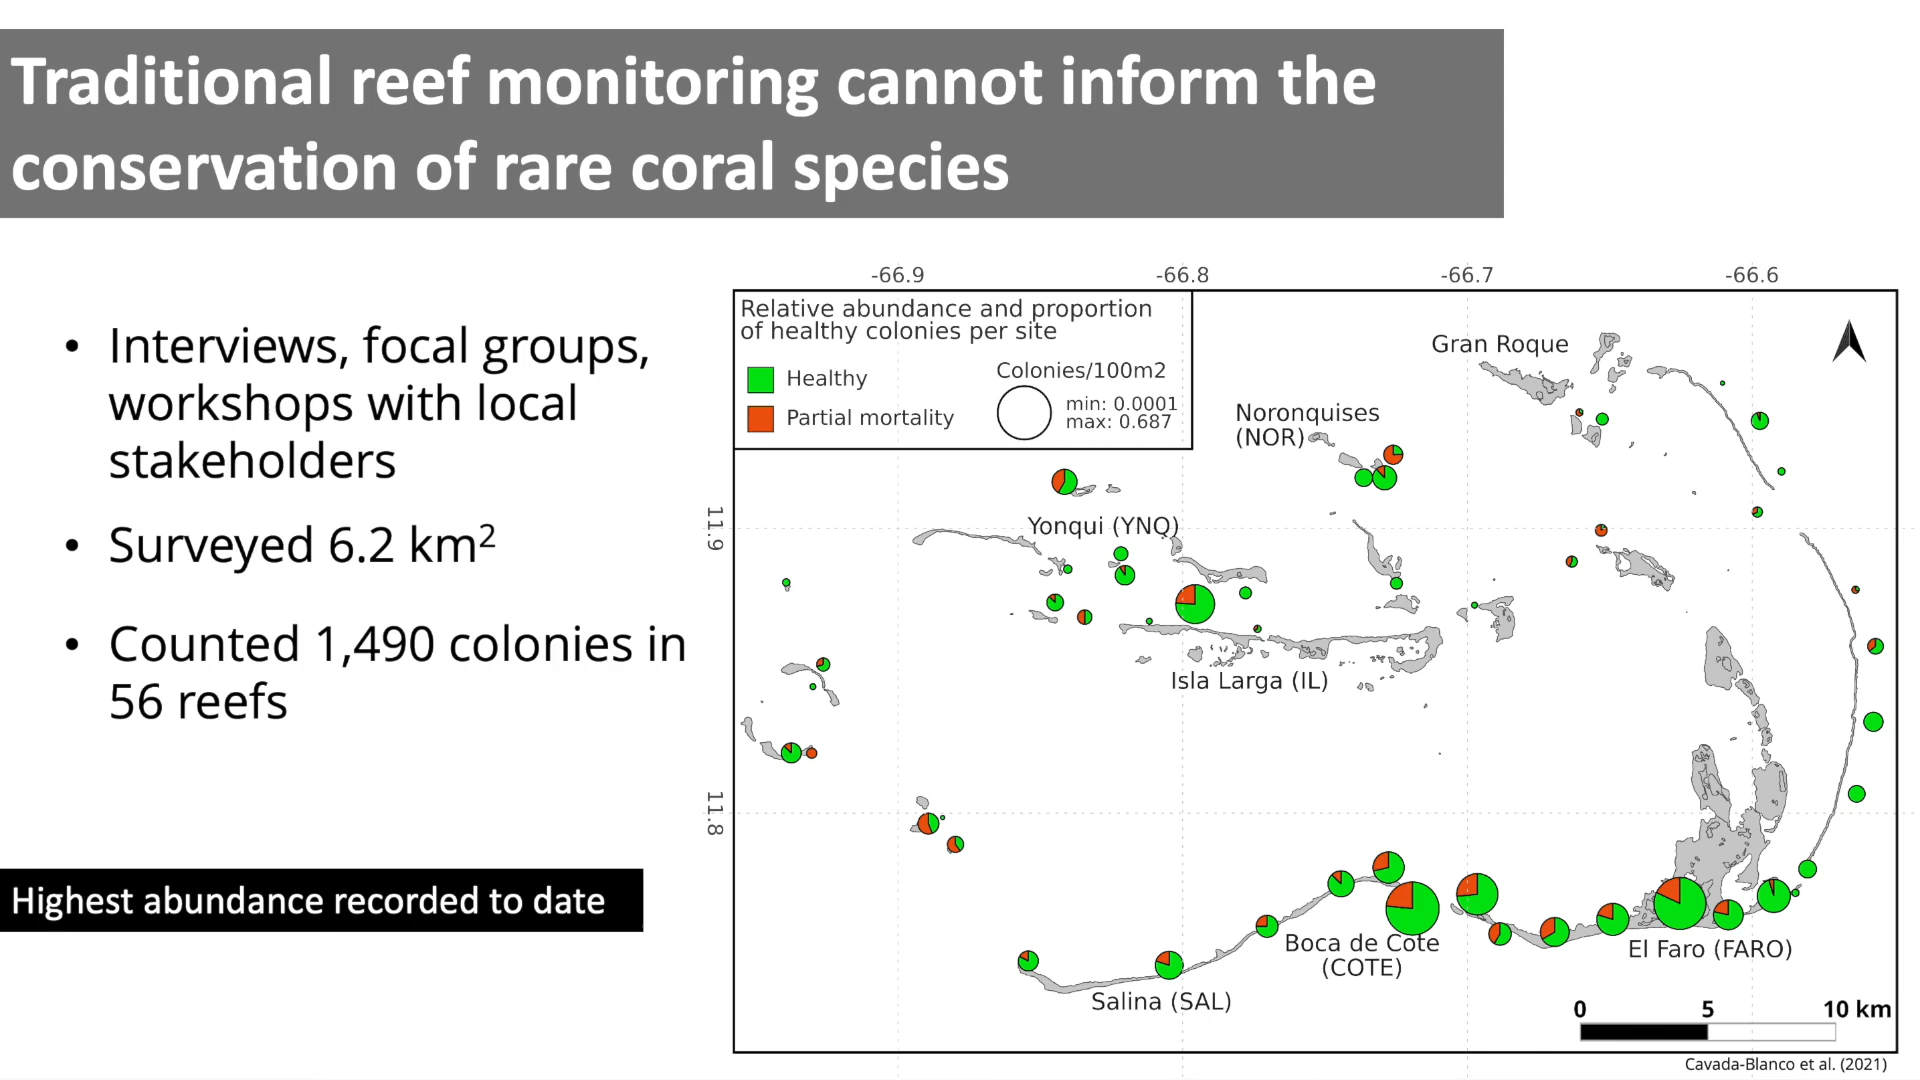 Traditional reef monitoring cannot inform the
conservation of rare coral species
• Interviews, focal groups,
workshops with local
stakeholders
• Surveyed 6.2 km²
• Counted 1,490 colonies in
56 reefs
Highest abundance recorded to date
-66.9
-66.8
-66.7
-66.6
Relative abundance and proportion
of healthy colonies per site
Healthy
Partial mortality
Colonies/100m2
min: 0.0001
max: 0.687
Gran Roque
Noronquises
(NOR)
11.9
Yonqui (YNQ)
Isla Larga (IL)
11.8
Boca de Cote
(COTE)
El Faro (FARO)
Salina (SAL)
0 5 10 km
Cavada-Blanco et al. (2021)